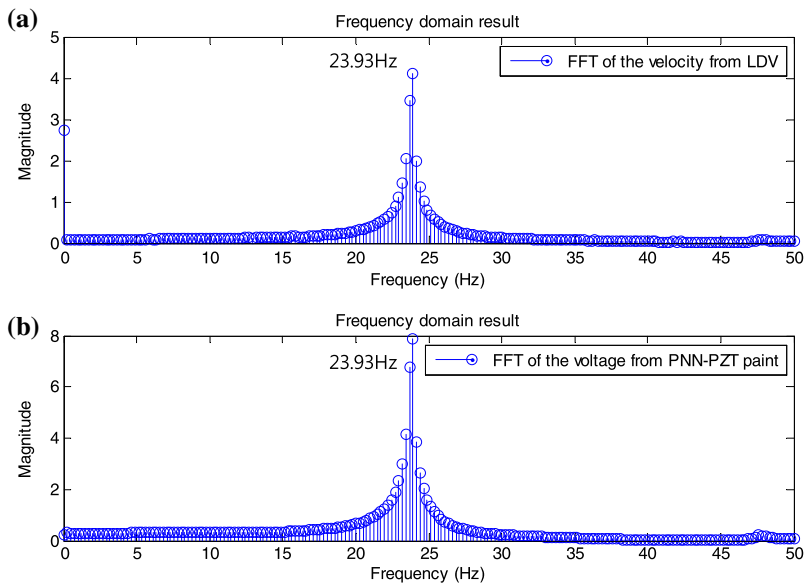 (a)
Frequency domain result
5
4
3
2
1
0
Magnitude
23.93Hz
FFT of the velocity from LDV
0 5 10 15 20 25 30 35 40 45 50
Frequency (Hz)
(b)
Frequency domain result
8
6
4
2
0
Magnitude
23.93Hz
FFT of the voltage from PNN-PZT paint
0 5 10 15 20 25 30 35 40 45 50
Frequency (Hz)